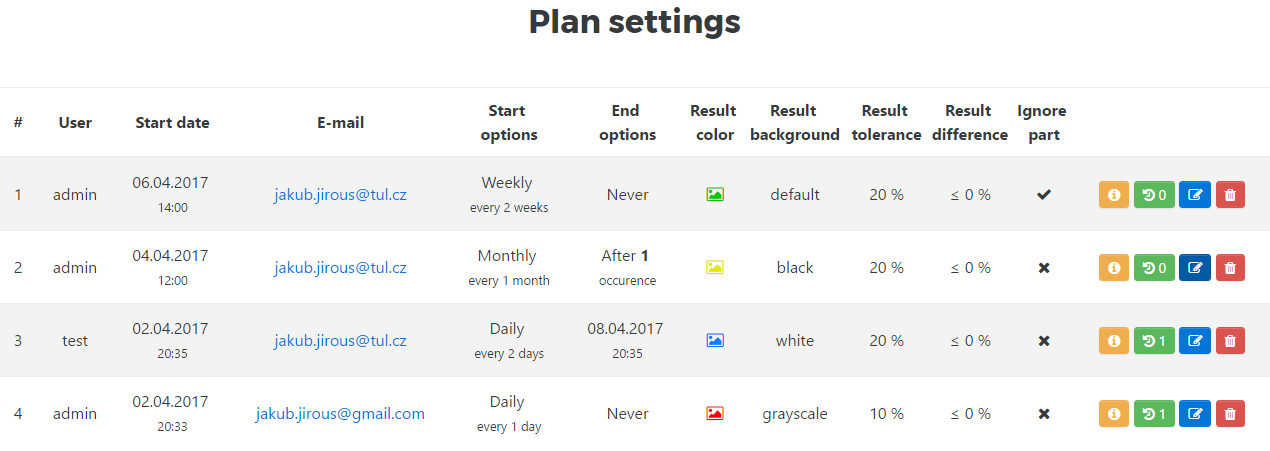 Plan settings
# User Start date E-mail Start options End options Result color Result background Result tolerance Result difference Ignore part
1 admin 06.04.2017 14:00 jakub.jirous@tul.cz Weekly every 2 weeks Never default 20 % ≤ 0 % 0
2 admin 04.04.2017 12:00 jakub.jirous@tul.cz Monthly every 1 month After 1 occurence black 20 % ≤ 0 % 0
3 test 02.04.2017 20:35 jakub.jirous@tul.cz Daily every 2 days 08.04.2017 20:35 white 20 % ≤ 0 % 1
4 admin 02.04.2017 20:33 jakub.jirous@gmail.com Daily every 1 day Never grayscale 10 % ≤ 0 % 1